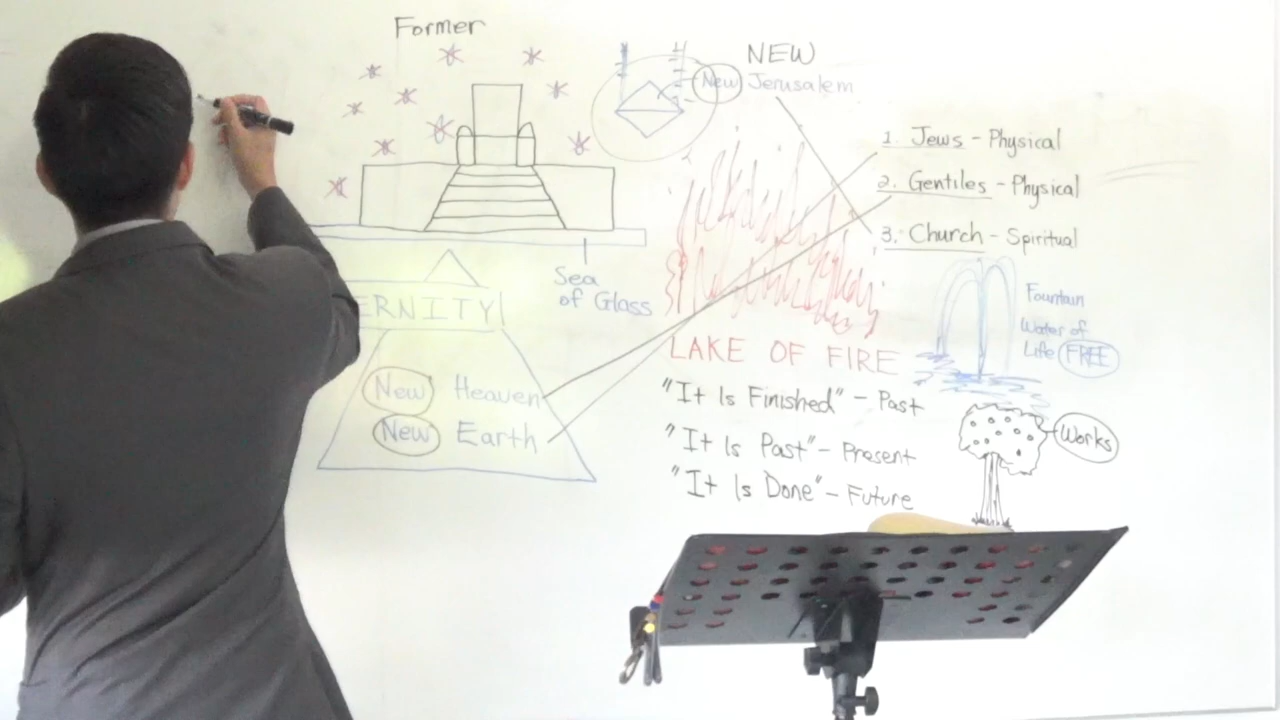 Former
NEW
New Jerusalem
1. Jews - Physical
2. Gentiles - Physical
3. Church - Spiritual
Sea
of Glass
ERNITY
New Heaven
New Earth
LAKE OF FIRE
Fountain
Water of
Life FREE
"It Is Finished" - Past
"It Is Past" - Present
"It Is Done" - Future
Works